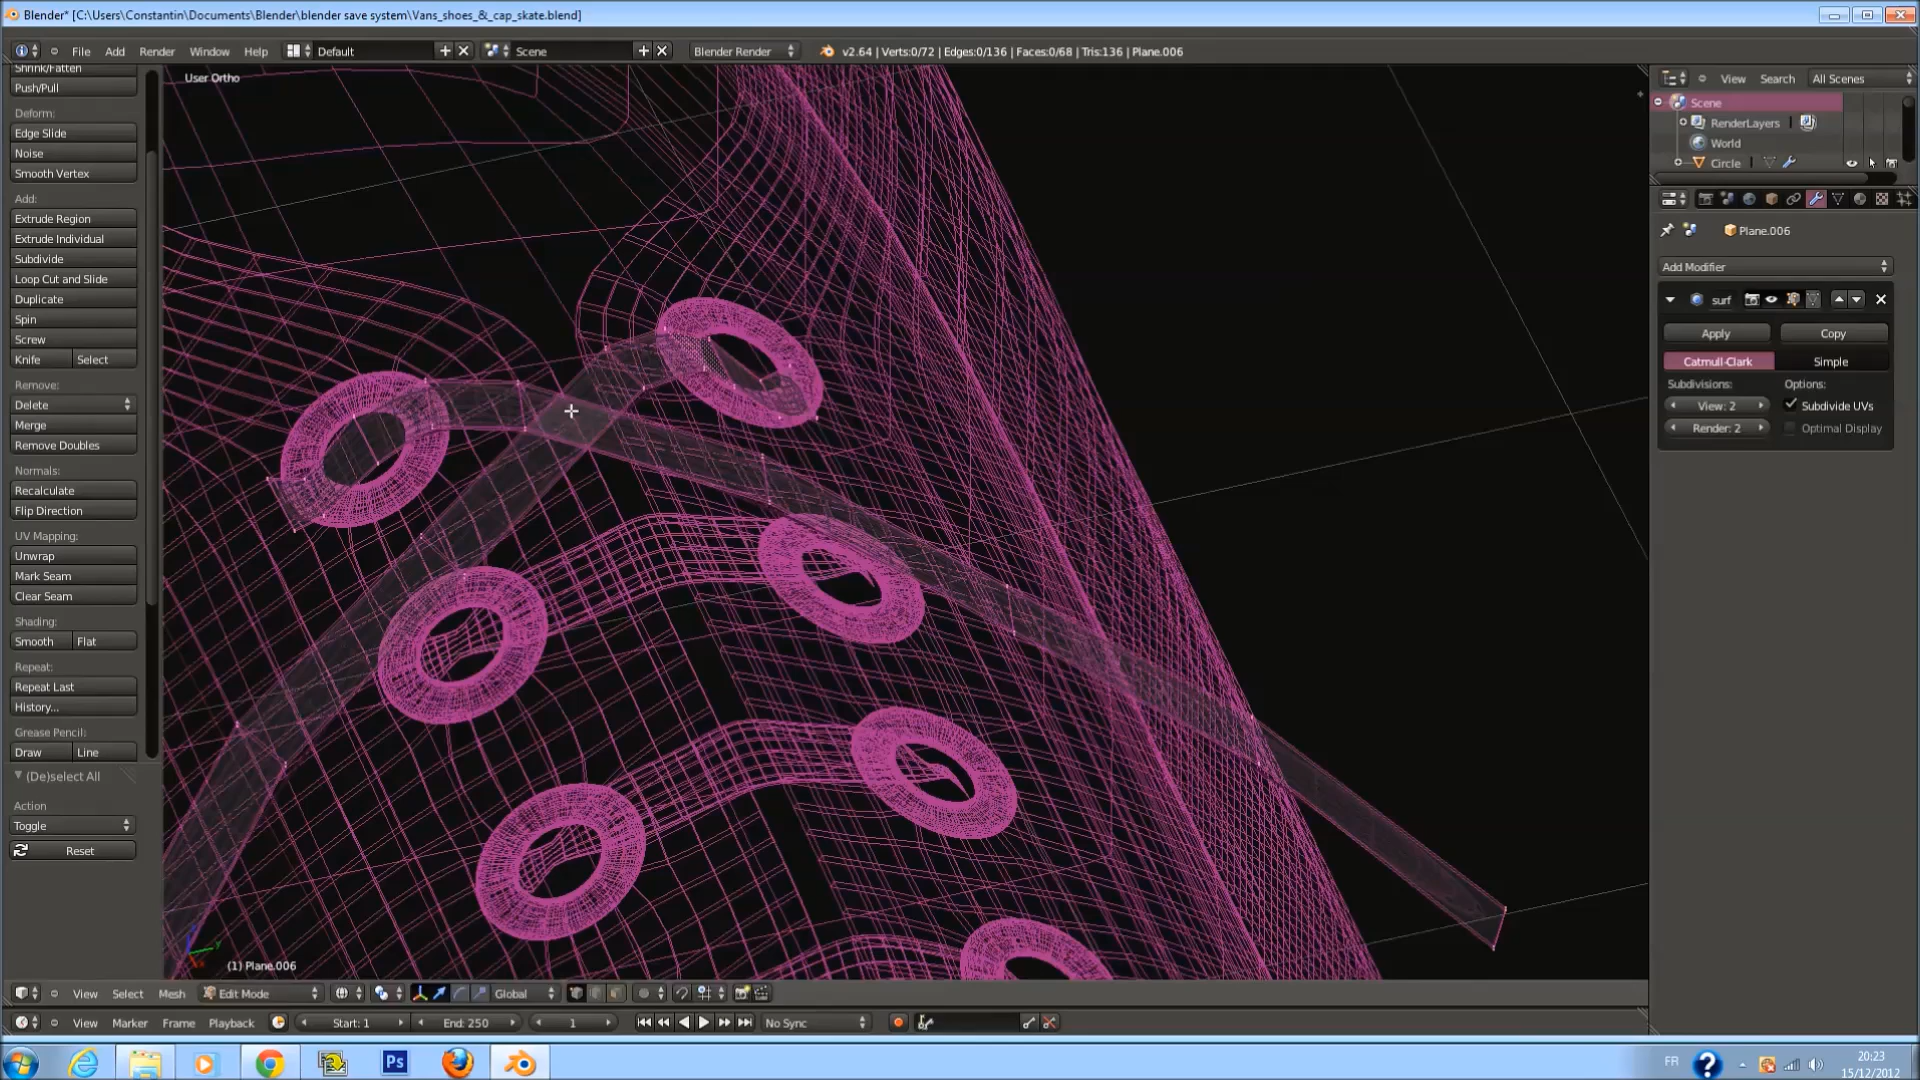 Blender* [C:\Users\Constantin\Documents\Blender\blender save system\Vans_shoes_&_cap_skate.blend]
File Add Render Window Help Default Scene Blender Render v2.64 | Verts:0/72 | Edges:0/136 | Faces:0/68 | Tris:136 | Plane.006
Shrink/Fatten
Push/Pull
Deform:
Edge Slide
Noise
Smooth Vertex
Add:
Extrude Region
Extrude Individual
Subdivide
Loop Cut and Slide
Duplicate
Spin
Screw
Knife Select
Remove:
Delete
Merge
Remove Doubles
Normals:
Recalculate
Flip Direction
UV Mapping:
Unwrap
Mark Seam
Clear Seam
Shading:
Smooth Flat
Repeat:
Repeat Last
History...
Grease Pencil:
Draw Line
(De)select All
Action
Toggle
Reset
User Ortho
(1) Plane.006
View Search All Scenes
Scene
RenderLayers
World
Circle
Plane.006
Add Modifier
surf
Apply Copy
Catmull-Clark Simple
Subdivisions: Options:
View: 2 Subdivide UVs
Render: 2 Optimal Display
View Select Mesh Edit Mode Global
View Marker Frame Playback Start: 1 End: 250 1 No Sync
Ps FR 20:23
15/12/2012